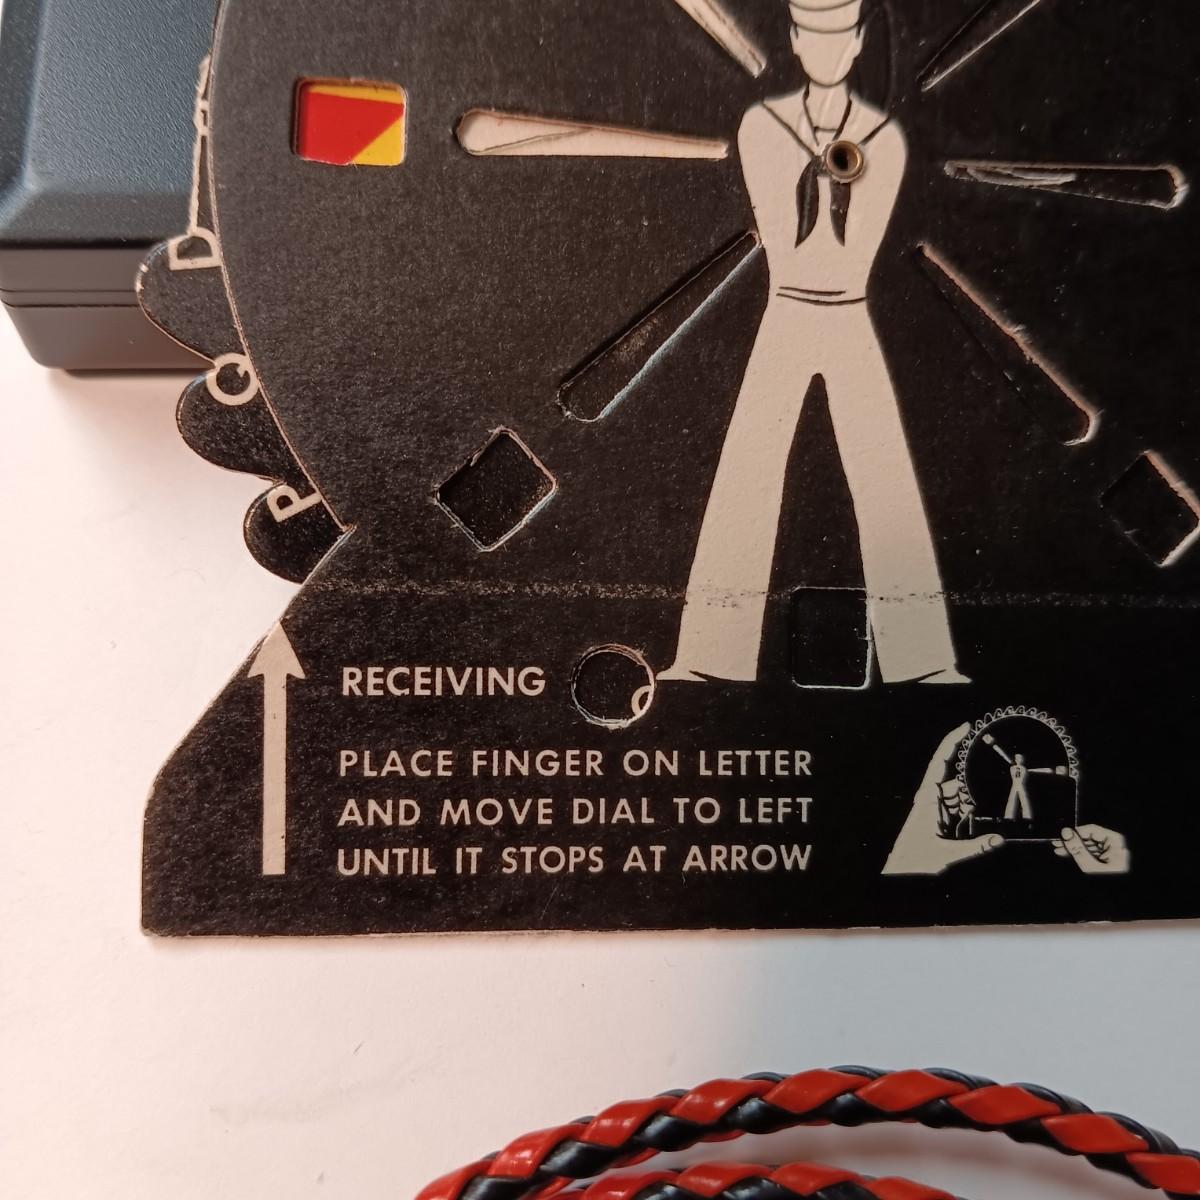 D
Q
P
RECEIVING
PLACE FINGER ON LETTER
AND MOVE DIAL TO LEFT
UNTIL IT STOPS AT ARROW